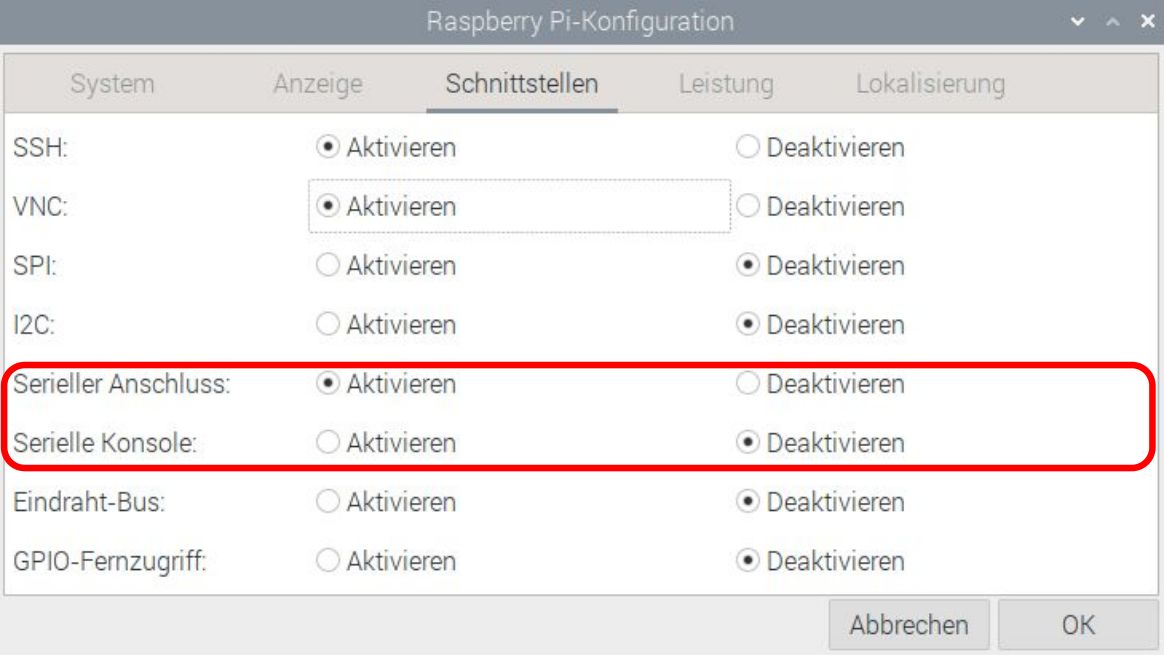 Raspberry Pi-Konfiguration
System Anzeige Schnittstellen Leistung Lokalisierung
SSH: Aktivieren Deaktivieren
VNC: Aktivieren Deaktivieren
SPI: Aktivieren Deaktivieren
I2C: Aktivieren Deaktivieren
Serieller Anschluss: Aktivieren Deaktivieren
Serielle Konsole: Aktivieren Deaktivieren
Eindraht-Bus: Aktivieren Deaktivieren
GPIO-Fernzugriff: Aktivieren Deaktivieren
Abbrechen OK